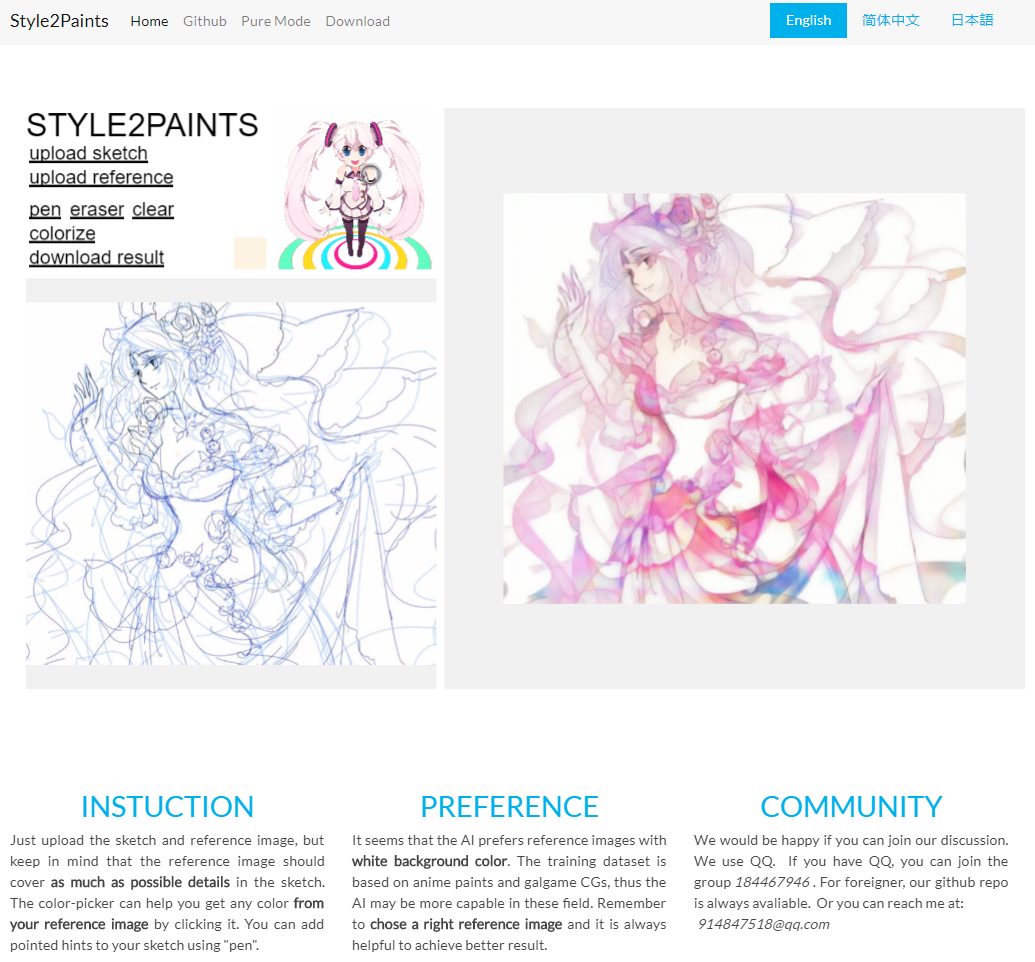 Style2Paints Home Github Pure Mode Download English 简体中文 日本語
STYLE2PAINTS
upload sketch
upload reference
pen eraser clear
colorize
download result
INSTUCTION
Just upload the sketch and reference image, but
keep in mind that the reference image should
cover as much as possible details in the sketch.
The color-picker can help you get any color from
your reference image by clicking it. You can add
pointed hints to your sketch using "pen".
PREFERENCE
It seems that the AI prefers reference images with
white background color. The training dataset is
based on anime paints and galgame CGs, thus the
AI may be more capable in these field. Remember
to chose a right reference image and it is always
helpful to achieve better result.
COMMUNITY
We would be happy if you can join our discussion.
We use QQ. If you have QQ, you can join the
group 184467946 . For foreigner, our github repo
is always avaliable. Or you can reach me at:
914847518@qq.com